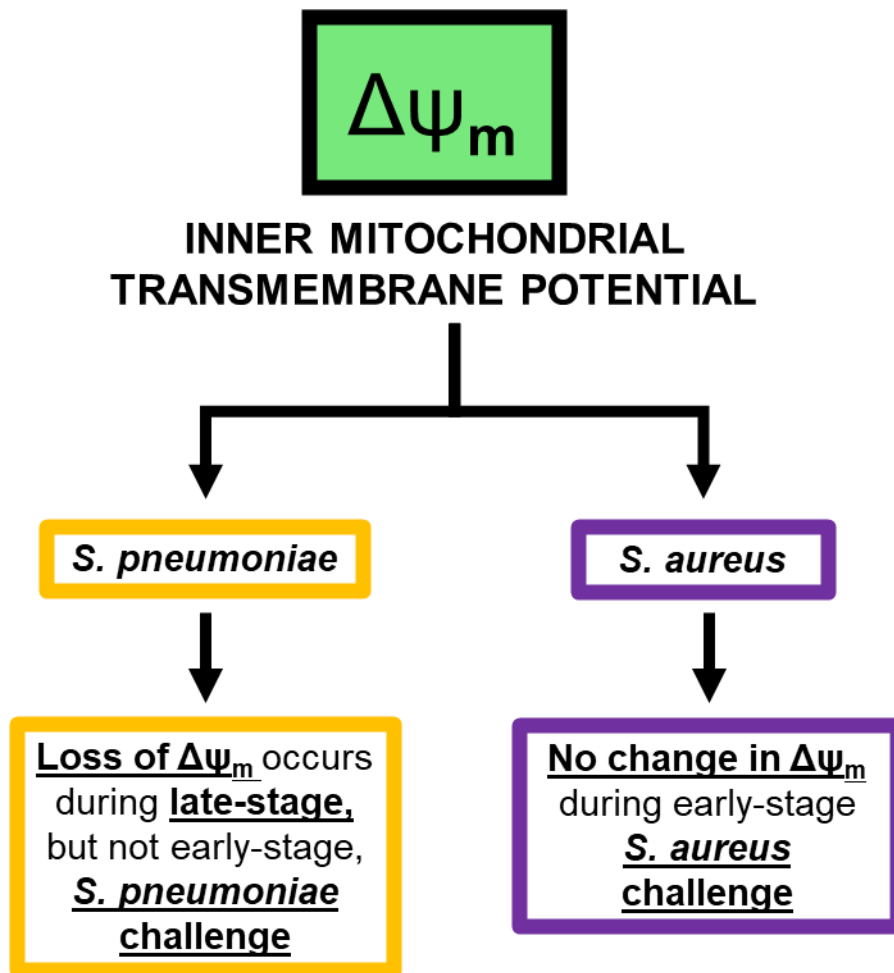 Δψm
INNER MITOCHONDRIAL
TRANSMEMBRANE POTENTIAL
S. pneumoniae
S. aureus
Loss of Δψm occurs
during late-stage,
but not early-stage,
S. pneumoniae
challenge
No change in Δψm
during early-stage
S. aureus
challenge